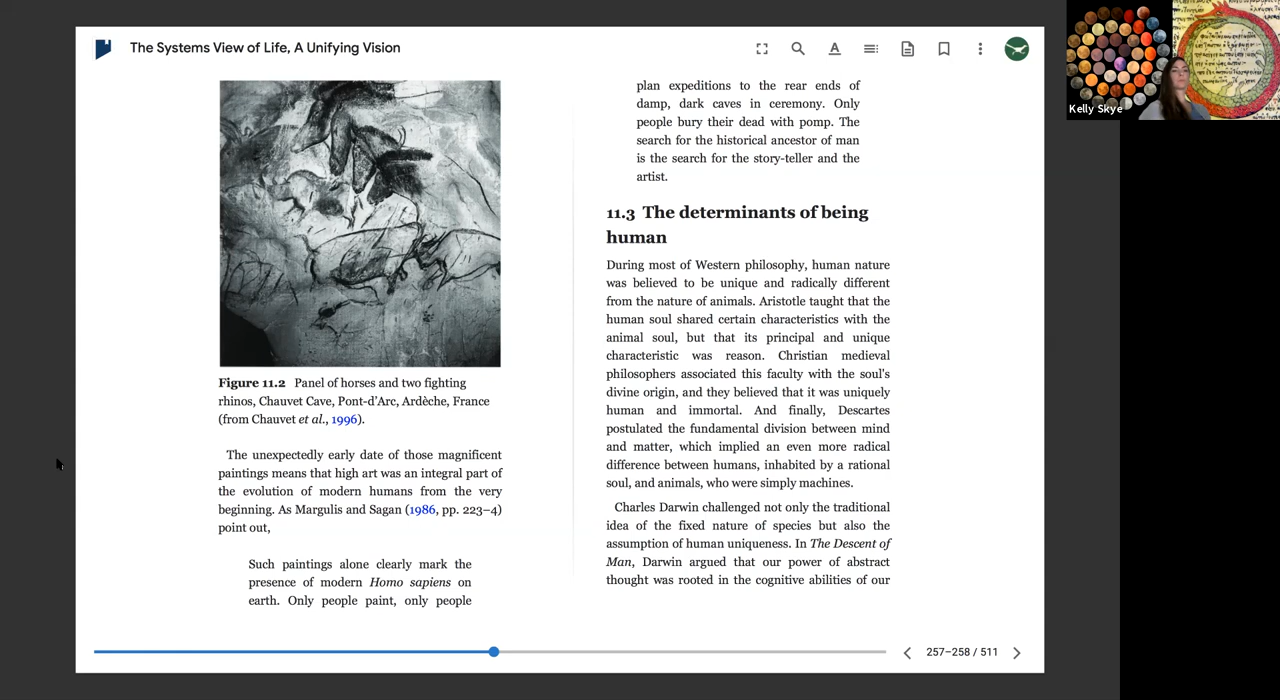 The Systems View of Life, A Unifying Vision
Figure 11.2 Panel of horses and two fighting
rhinos, Chauvet Cave, Pont-d'Arc, Ardèche, France
(from Chauvet et al., 1996).
The unexpectedly early date of those magnificent
paintings means that high art was an integral part of
the evolution of modern humans from the very
beginning. As Margulis and Sagan (1986, pp. 223–4)
point out,
Such paintings alone clearly mark the
presence of modern Homo sapiens on
earth. Only people paint, only people
plan expeditions to the rear ends of
damp, dark caves in ceremony. Only
people bury their dead with pomp. The
search for the historical ancestor of man
is the search for the story-teller and the
artist.
11.3 The determinants of being
human
During most of Western philosophy, human nature
was believed to be unique and radically different
from the nature of animals. Aristotle taught that the
human soul shared certain characteristics with the
animal soul, but that its principal and unique
characteristic was reason. Christian medieval
philosophers associated this faculty with the soul's
divine origin, and they believed that it was uniquely
human and immortal. And finally, Descartes
postulated the fundamental division between mind
and matter, which implied an even more radical
difference between humans, inhabited by a rational
soul, and animals, who were simply machines.
Charles Darwin challenged not only the traditional
idea of the fixed nature of species but also the
assumption of human uniqueness. In The Descent of
Man, Darwin argued that our power of abstract
thought was rooted in the cognitive abilities of our
257–258 / 511
Kelly Skye